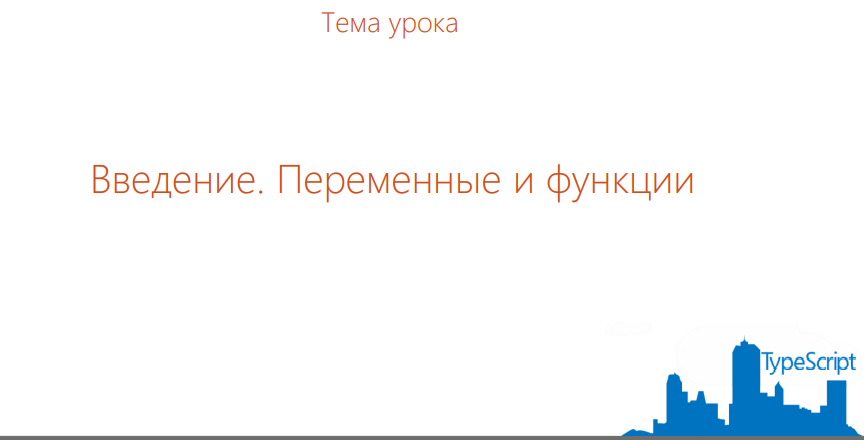 Тема урока
Введение. Переменные и функции
TypeScript